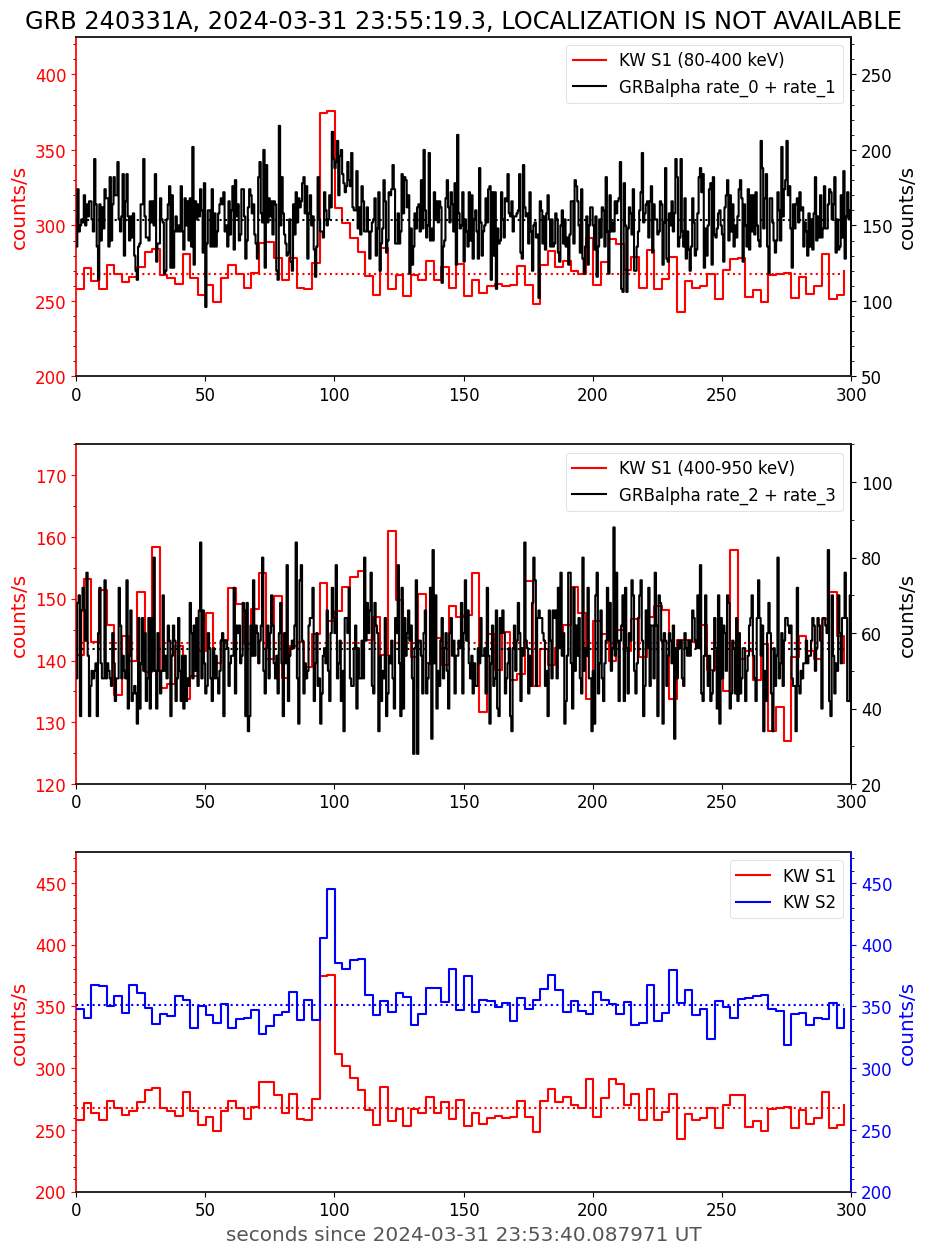 GRB 240331A, 2024-03-31 23:55:19.3, LOCALIZATION IS NOT AVAILABLE
KW S1 (80-400 keV)
GRBalpha rate_0 + rate_1
400
350
300
250
200
counts/s
250
200
150
100
50
counts/s
0 50 100 150 200 250 300
KW S1 (400-950 keV)
GRBalpha rate_2 + rate_3
170
160
150
140
130
120
counts/s
100
80
60
40
20
counts/s
0 50 100 150 200 250 300
KW S1
KW S2
450
400
350
300
250
200
counts/s
450
400
350
300
250
200
counts/s
0 50 100 150 200 250 300
seconds since 2024-03-31 23:53:40.087971 UT